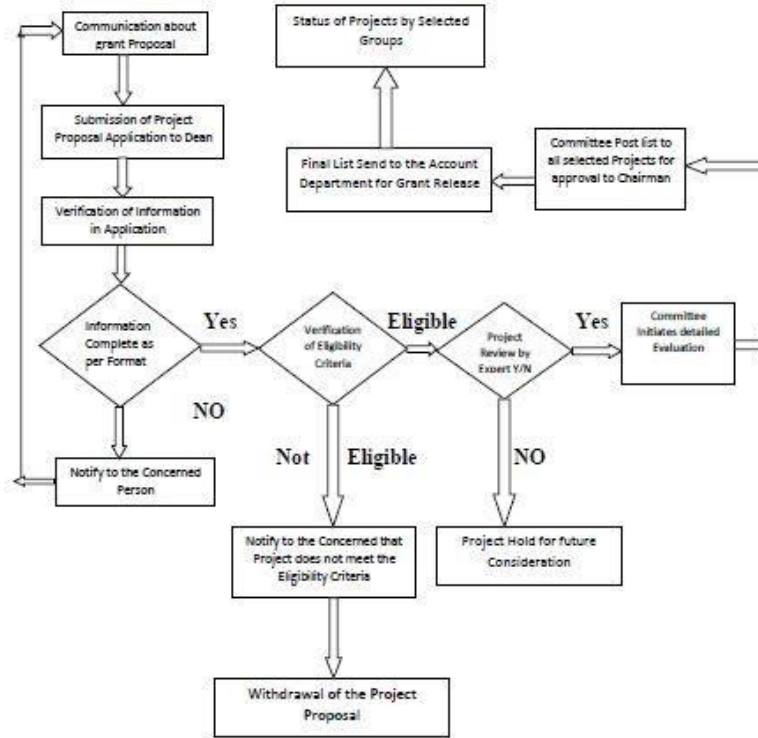 Communication about
grant Proposal
Status of Projects by Selected
Groups
Submission of Project
Proposal Application to Dean
Final List Send to the Account
Department for Grant Release
Committee Post list to
all selected Projects for
approval to Chairman
Verification of Information
in Application
Information
Complete as
per Format
Yes
Verification
of Eligibility
Criteria
Eligible
Project
Review by
Expert Y/N
Yes
Committee
Initiates detailed
Evaluation
NO
Notify to the Concerned
Person
Not Eligible
NO
Notify to the Concerned that
Project does not meet the
Eligibility Criteria
Project Hold for future
Consideration
Withdrawal of the Project
Proposal